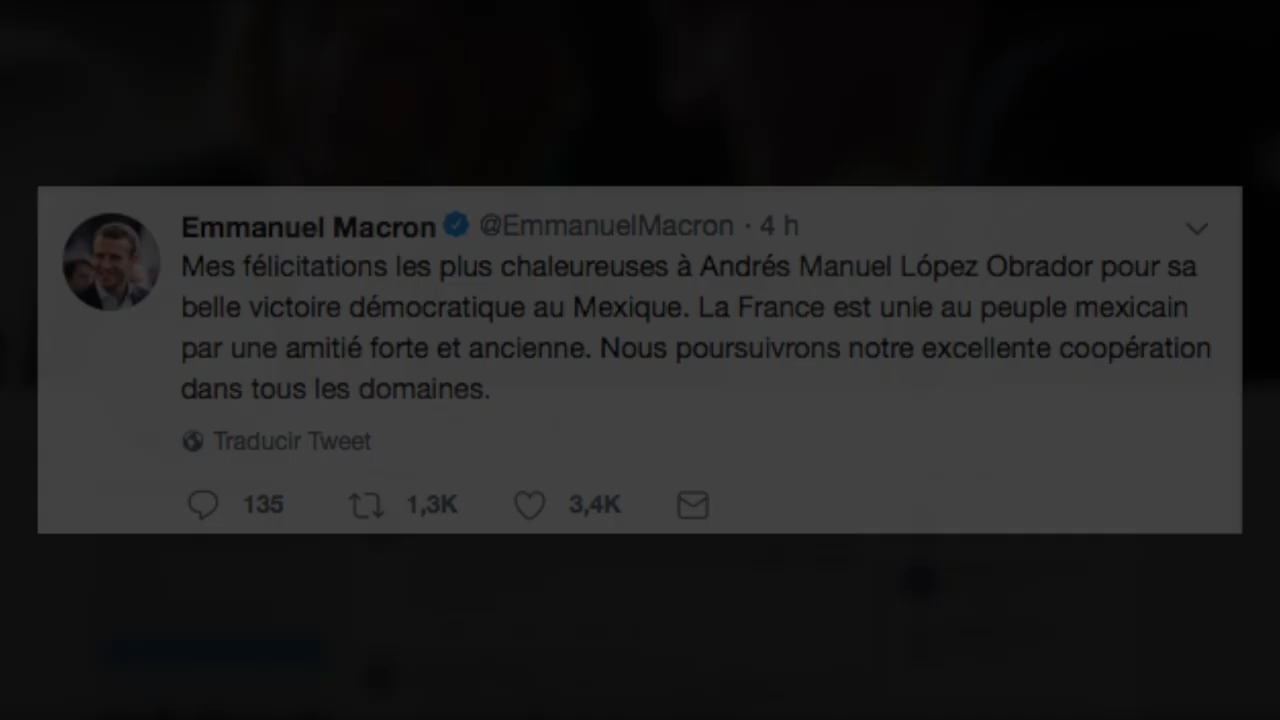 Emmanuel Macron @EmmanuelMacron · 4 h
Mes félicitations les plus chaleureuses à Andrés Manuel López Obrador pour sa
belle victoire démocratique au Mexique. La France est unie au peuple mexicain
par une amitié forte et ancienne. Nous poursuivrons notre excellente coopération
dans tous les domaines.
Traducir Tweet
135 1,3K 3,4K